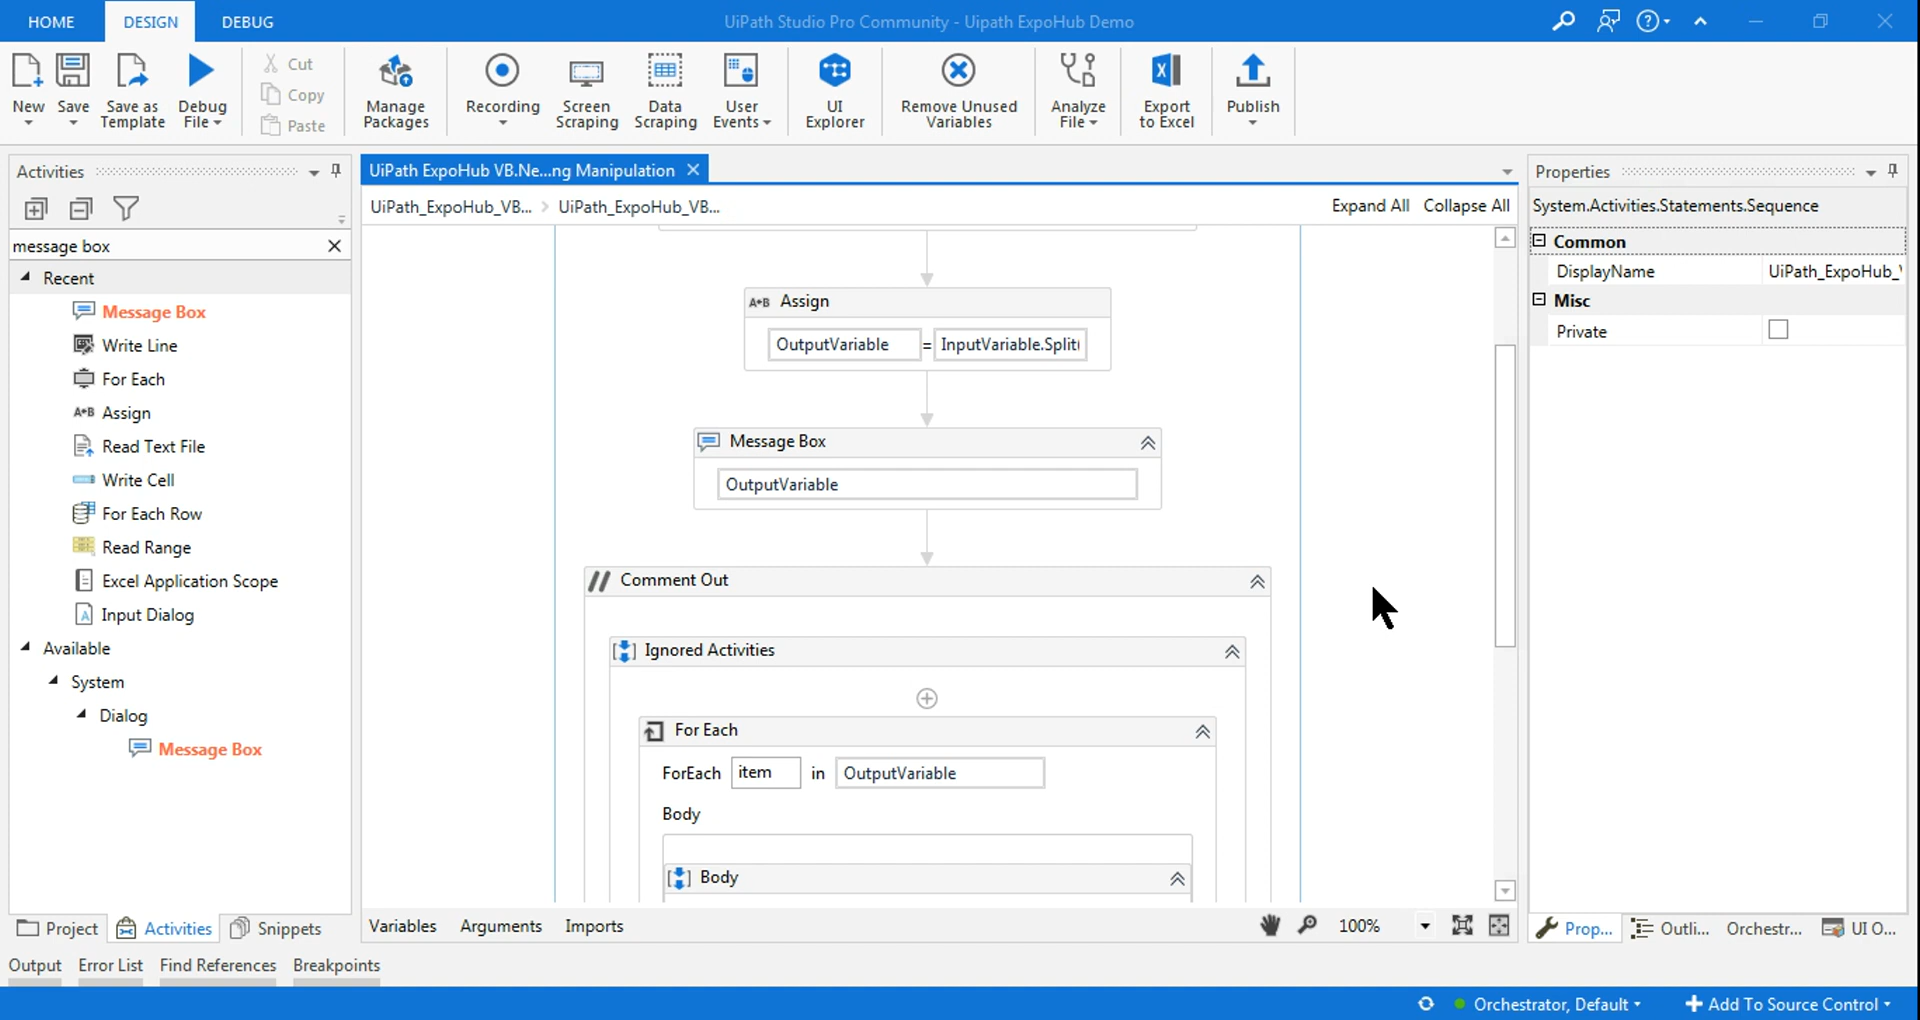 HOME DESIGN DEBUG UiPath Studio Pro Community - Uipath ExpoHub Demo
New Save Save as Template Debug File
Cut
Copy
Paste
Manage Packages
Recording
Screen Scraping
Data Scraping
User Events
UI Explorer
Remove Unused Variables
Analyze File
Export to Excel
Publish
Activities
message box
Recent
Message Box
Write Line
For Each
A+B Assign
Read Text File
Write Cell
For Each Row
Read Range
Excel Application Scope
Input Dialog
Available
System
Dialog
Message Box
Project Activities Snippets
UiPath ExpoHub VB.Ne...ng Manipulation
UiPath_ExpoHub_VB... UiPath_ExpoHub_VB... Expand All Collapse All
A+B Assign
OutputVariable = InputVariable.Split(
Message Box
OutputVariable
// Comment Out
Ignored Activities
For Each
ForEach item in OutputVariable
Body
Body
Variables Arguments Imports 100%
Properties
System.Activities.Statements.Sequence
Common
DisplayName UiPath_ExpoHub_
Misc
Private
Prop... Outli... Orchestr... UI O...
Output Error List Find References Breakpoints
Orchestrator, Default Add To Source Control